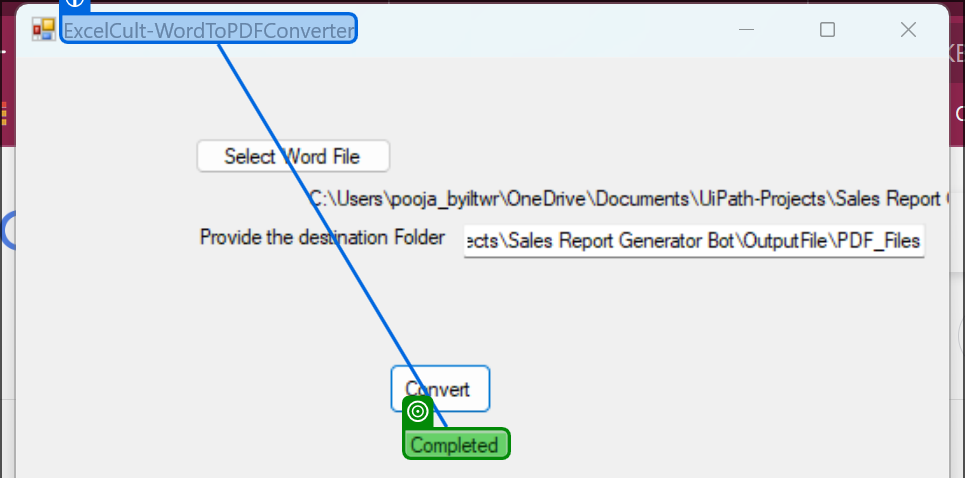 ExcelCult-WordToPDFConverter
Select Word File
C:\Users\pooja_byiltwr\OneDrive\Documents\UiPath-Projects\Sales Report
Provide the destination Folder
ects\Sales Report Generator Bot\OutputFile\PDF_Files
Convert
Completed